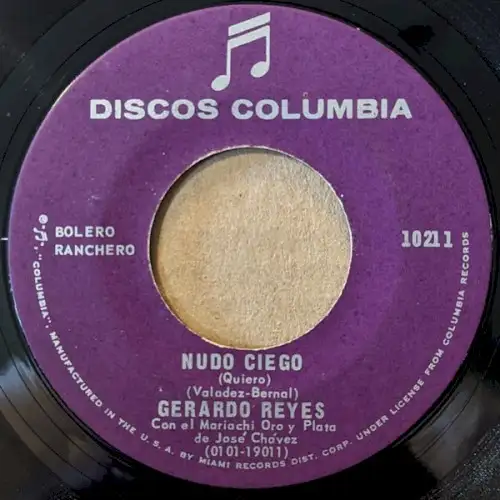 DISCOS COLUMBIA
BOLERO
RANCHERO
10211
NUDO CIEGO
(Quiero)
(Valadez-Bernal)
GERARDO REYES
Con el Mariachi Oro y Plata
de José Chávez
(0101-19011)
"COLUMBIA", MANUFACTURED IN THE U.S.A. BY MIAMI RECORDS DIST. CORP. UNDER LICENSE FROM COLUMBIA RECORDS